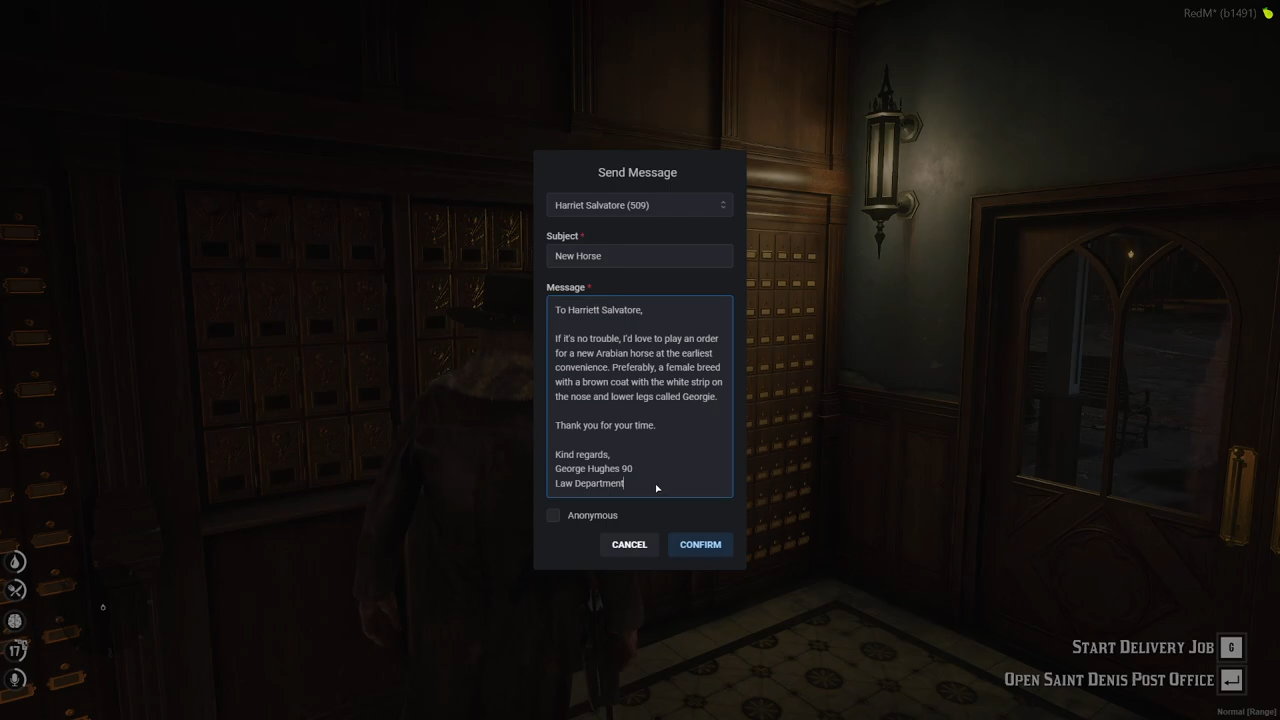 RedM* (b1491)
Send Message
Harriet Salvatore (509)
Subject *
New Horse
Message *
To Harriett Salvatore,
If it's no trouble, I'd love to play an order
for a new Arabian horse at the earliest
convenience. Preferably, a female breed
with a brown coat with the white strip on
the nose and lower legs called Georgie.
Thank you for your time.
Kind regards,
George Hughes 90
Law Department
Anonymous
CANCEL
CONFIRM
17°
START DELIVERY JOB G
OPEN SAINT DENIS POST OFFICE
Normal [Range]